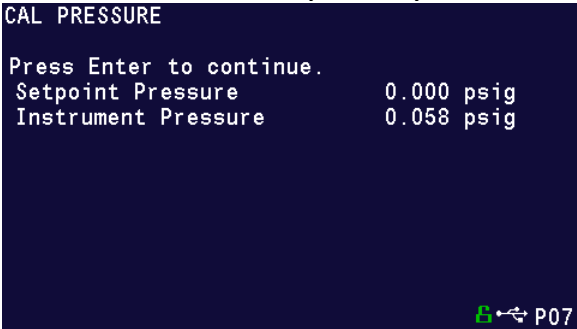 CAL PRESSURE
Press Enter to continue.
Setpoint Pressure 0.000 psig
Instrument Pressure 0.058 psig
P07